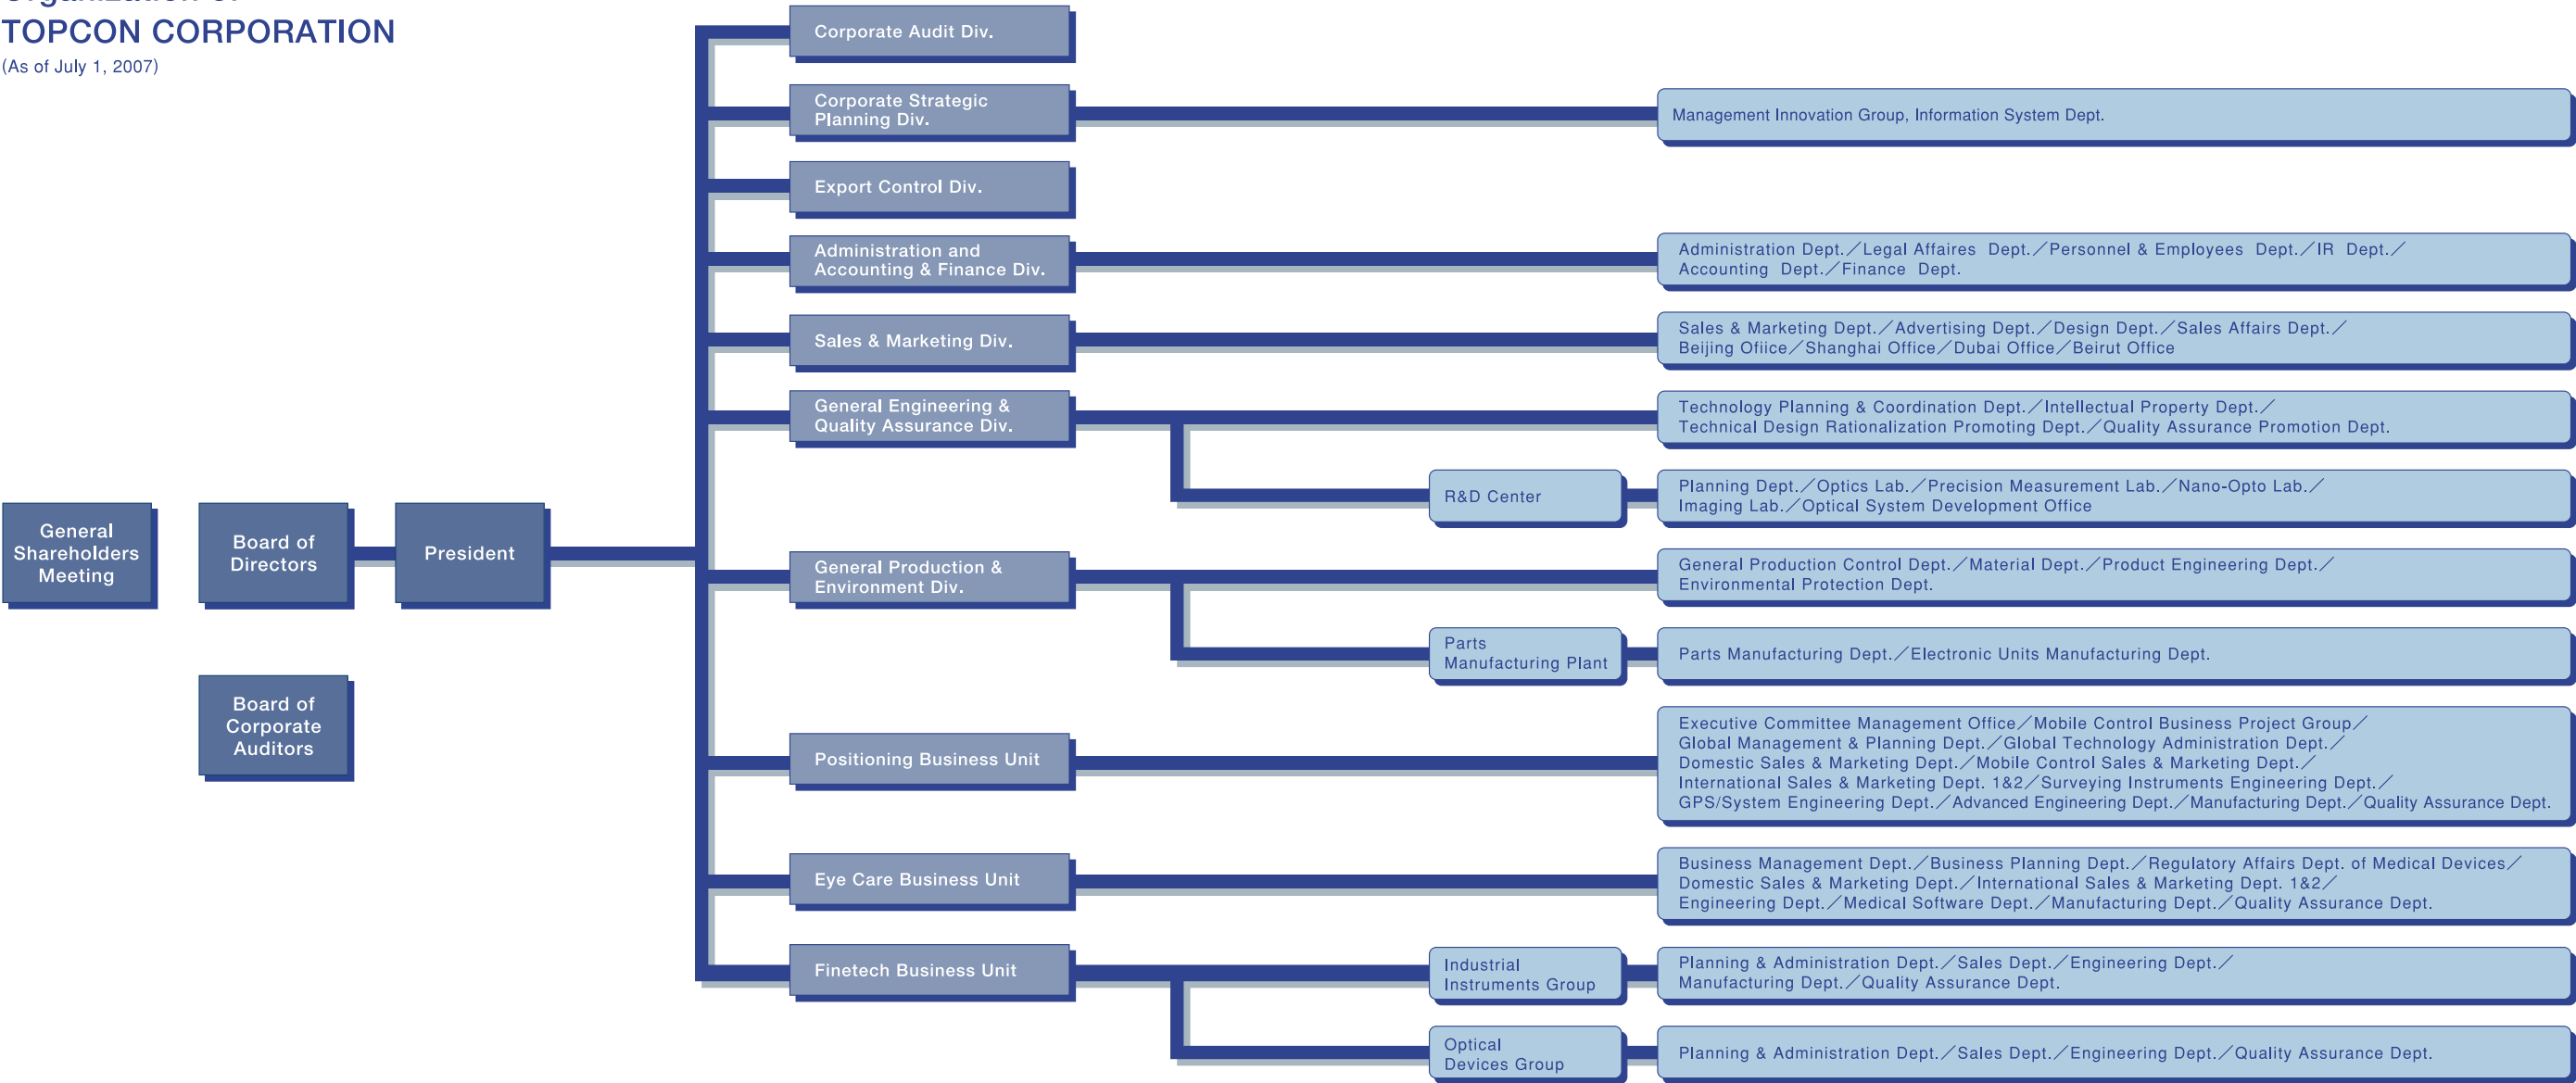 TOPCON CORPORATION
(As of July 1, 2007)
General
Shareholders
Meeting
Board of
Directors
President
Board of
Corporate
Auditors
Corporate Audit Div.
Corporate Strategic
Planning Div.
Management Innovation Group, Information System Dept.
Export Control Div.
Administration and
Accounting & Finance Div.
Administration Dept.／Legal Affaires Dept.／Personnel & Employees Dept.／IR Dept.／
Accounting Dept.／Finance Dept.
Sales & Marketing Div.
Sales & Marketing Dept.／Advertising Dept.／Design Dept.／Sales Affairs Dept.／
Beijing Ofiice／Shanghai Office／Dubai Office／Beirut Office
General Engineering &
Quality Assurance Div.
Technology Planning & Coordination Dept.／Intellectual Property Dept.／
Technical Design Rationalization Promoting Dept.／Quality Assurance Promotion Dept.
R&D Center
Planning Dept.／Optics Lab.／Precision Measurement Lab.／Nano-Opto Lab.／
Imaging Lab.／Optical System Development Office
General Production &
Environment Div.
General Production Control Dept.／Material Dept.／Product Engineering Dept.／
Environmental Protection Dept.
Parts
Manufacturing Plant
Parts Manufacturing Dept.／Electronic Units Manufacturing Dept.
Positioning Business Unit
Executive Committee Management Office／Mobile Control Business Project Group／
Global Management & Planning Dept.／Global Technology Administration Dept.／
Domestic Sales & Marketing Dept.／Mobile Control Sales & Marketing Dept.／
International Sales & Marketing Dept. 1&2／Surveying Instruments Engineering Dept.／
GPS/System Engineering Dept.／Advanced Engineering Dept.／Manufacturing Dept.／Quality Assurance Dept.
Eye Care Business Unit
Business Management Dept.／Business Planning Dept.／Regulatory Affairs Dept. of Medical Devices／
Domestic Sales & Marketing Dept.／International Sales & Marketing Dept. 1&2／
Engineering Dept.／Medical Software Dept.／Manufacturing Dept.／Quality Assurance Dept.
Finetech Business Unit
Industrial
Instruments Group
Planning & Administration Dept.／Sales Dept.／Engineering Dept.／
Manufacturing Dept.／Quality Assurance Dept.
Optical
Devices Group
Planning & Administration Dept.／Sales Dept.／Engineering Dept.／Quality Assurance Dept.